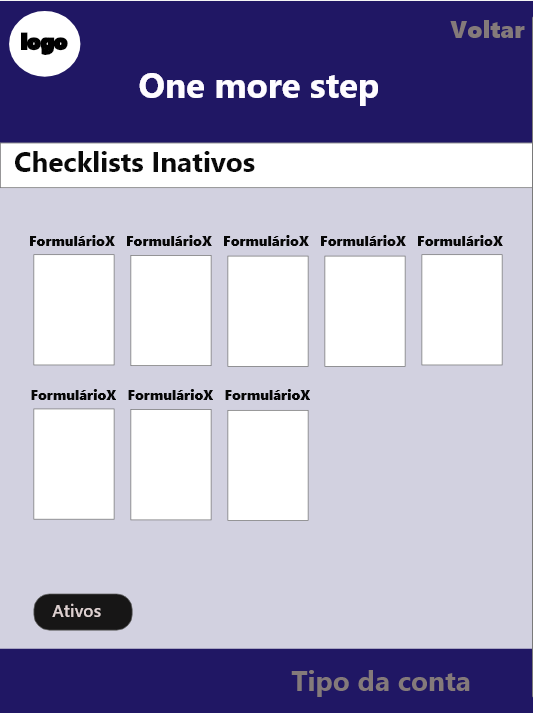 logo
Voltar
One more step
Checklists Inativos
FormulárioX FormulárioX FormulárioX FormulárioX FormulárioX
FormulárioX FormulárioX FormulárioX
Ativos
Tipo da conta